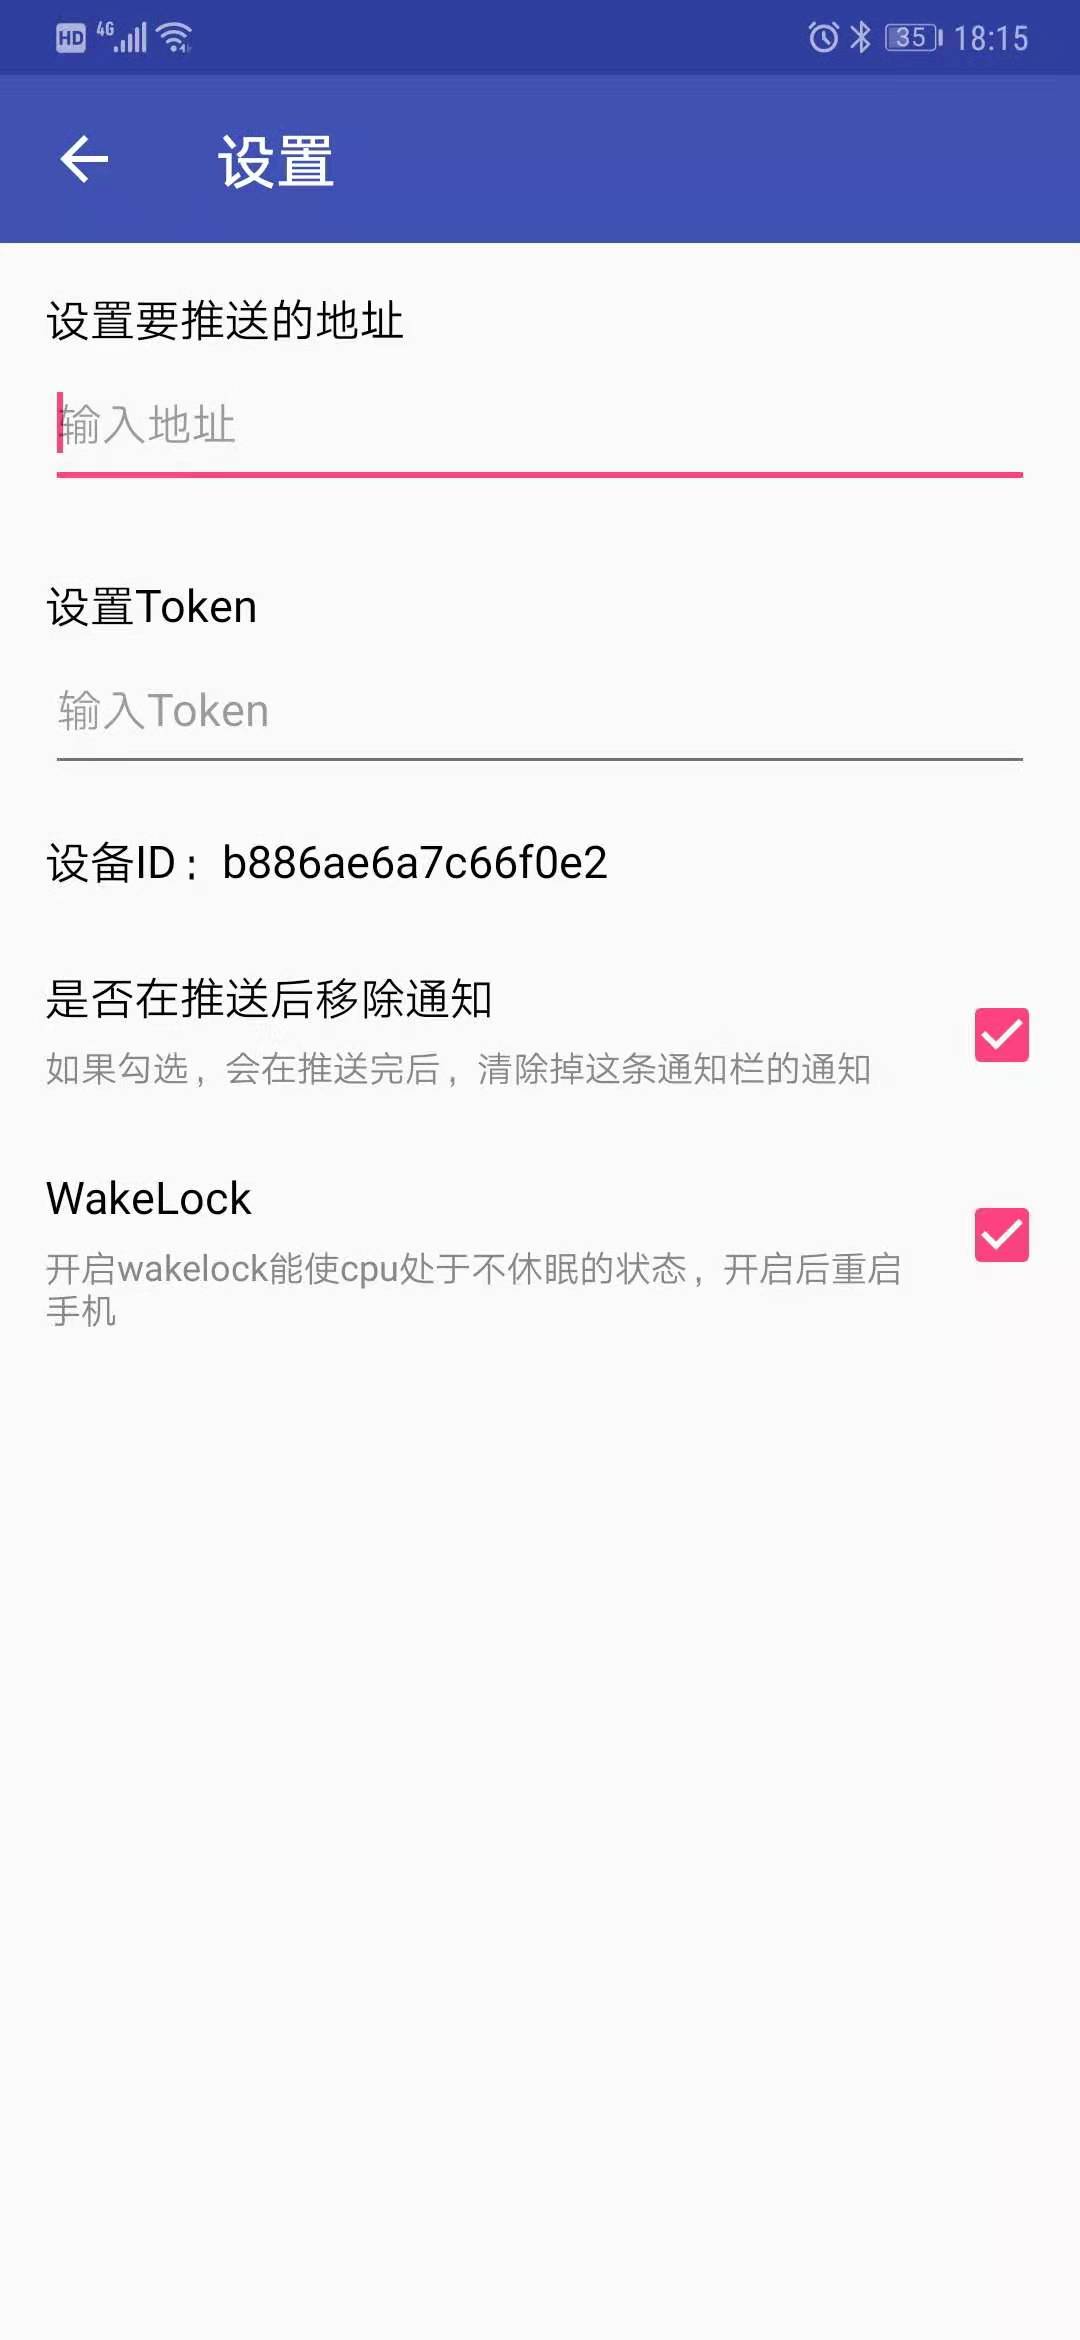 HD 4G 35 18:15
设置
设置要推送的地址
输入地址
设置Token
输入Token
设备ID：b886ae6a7c66f0e2
是否在推送后移除通知
如果勾选，会在推送完后，清除掉这条通知栏的通知
WakeLock
开启wakelock能使cpu处于不休眠的状态，开启后重启
手机